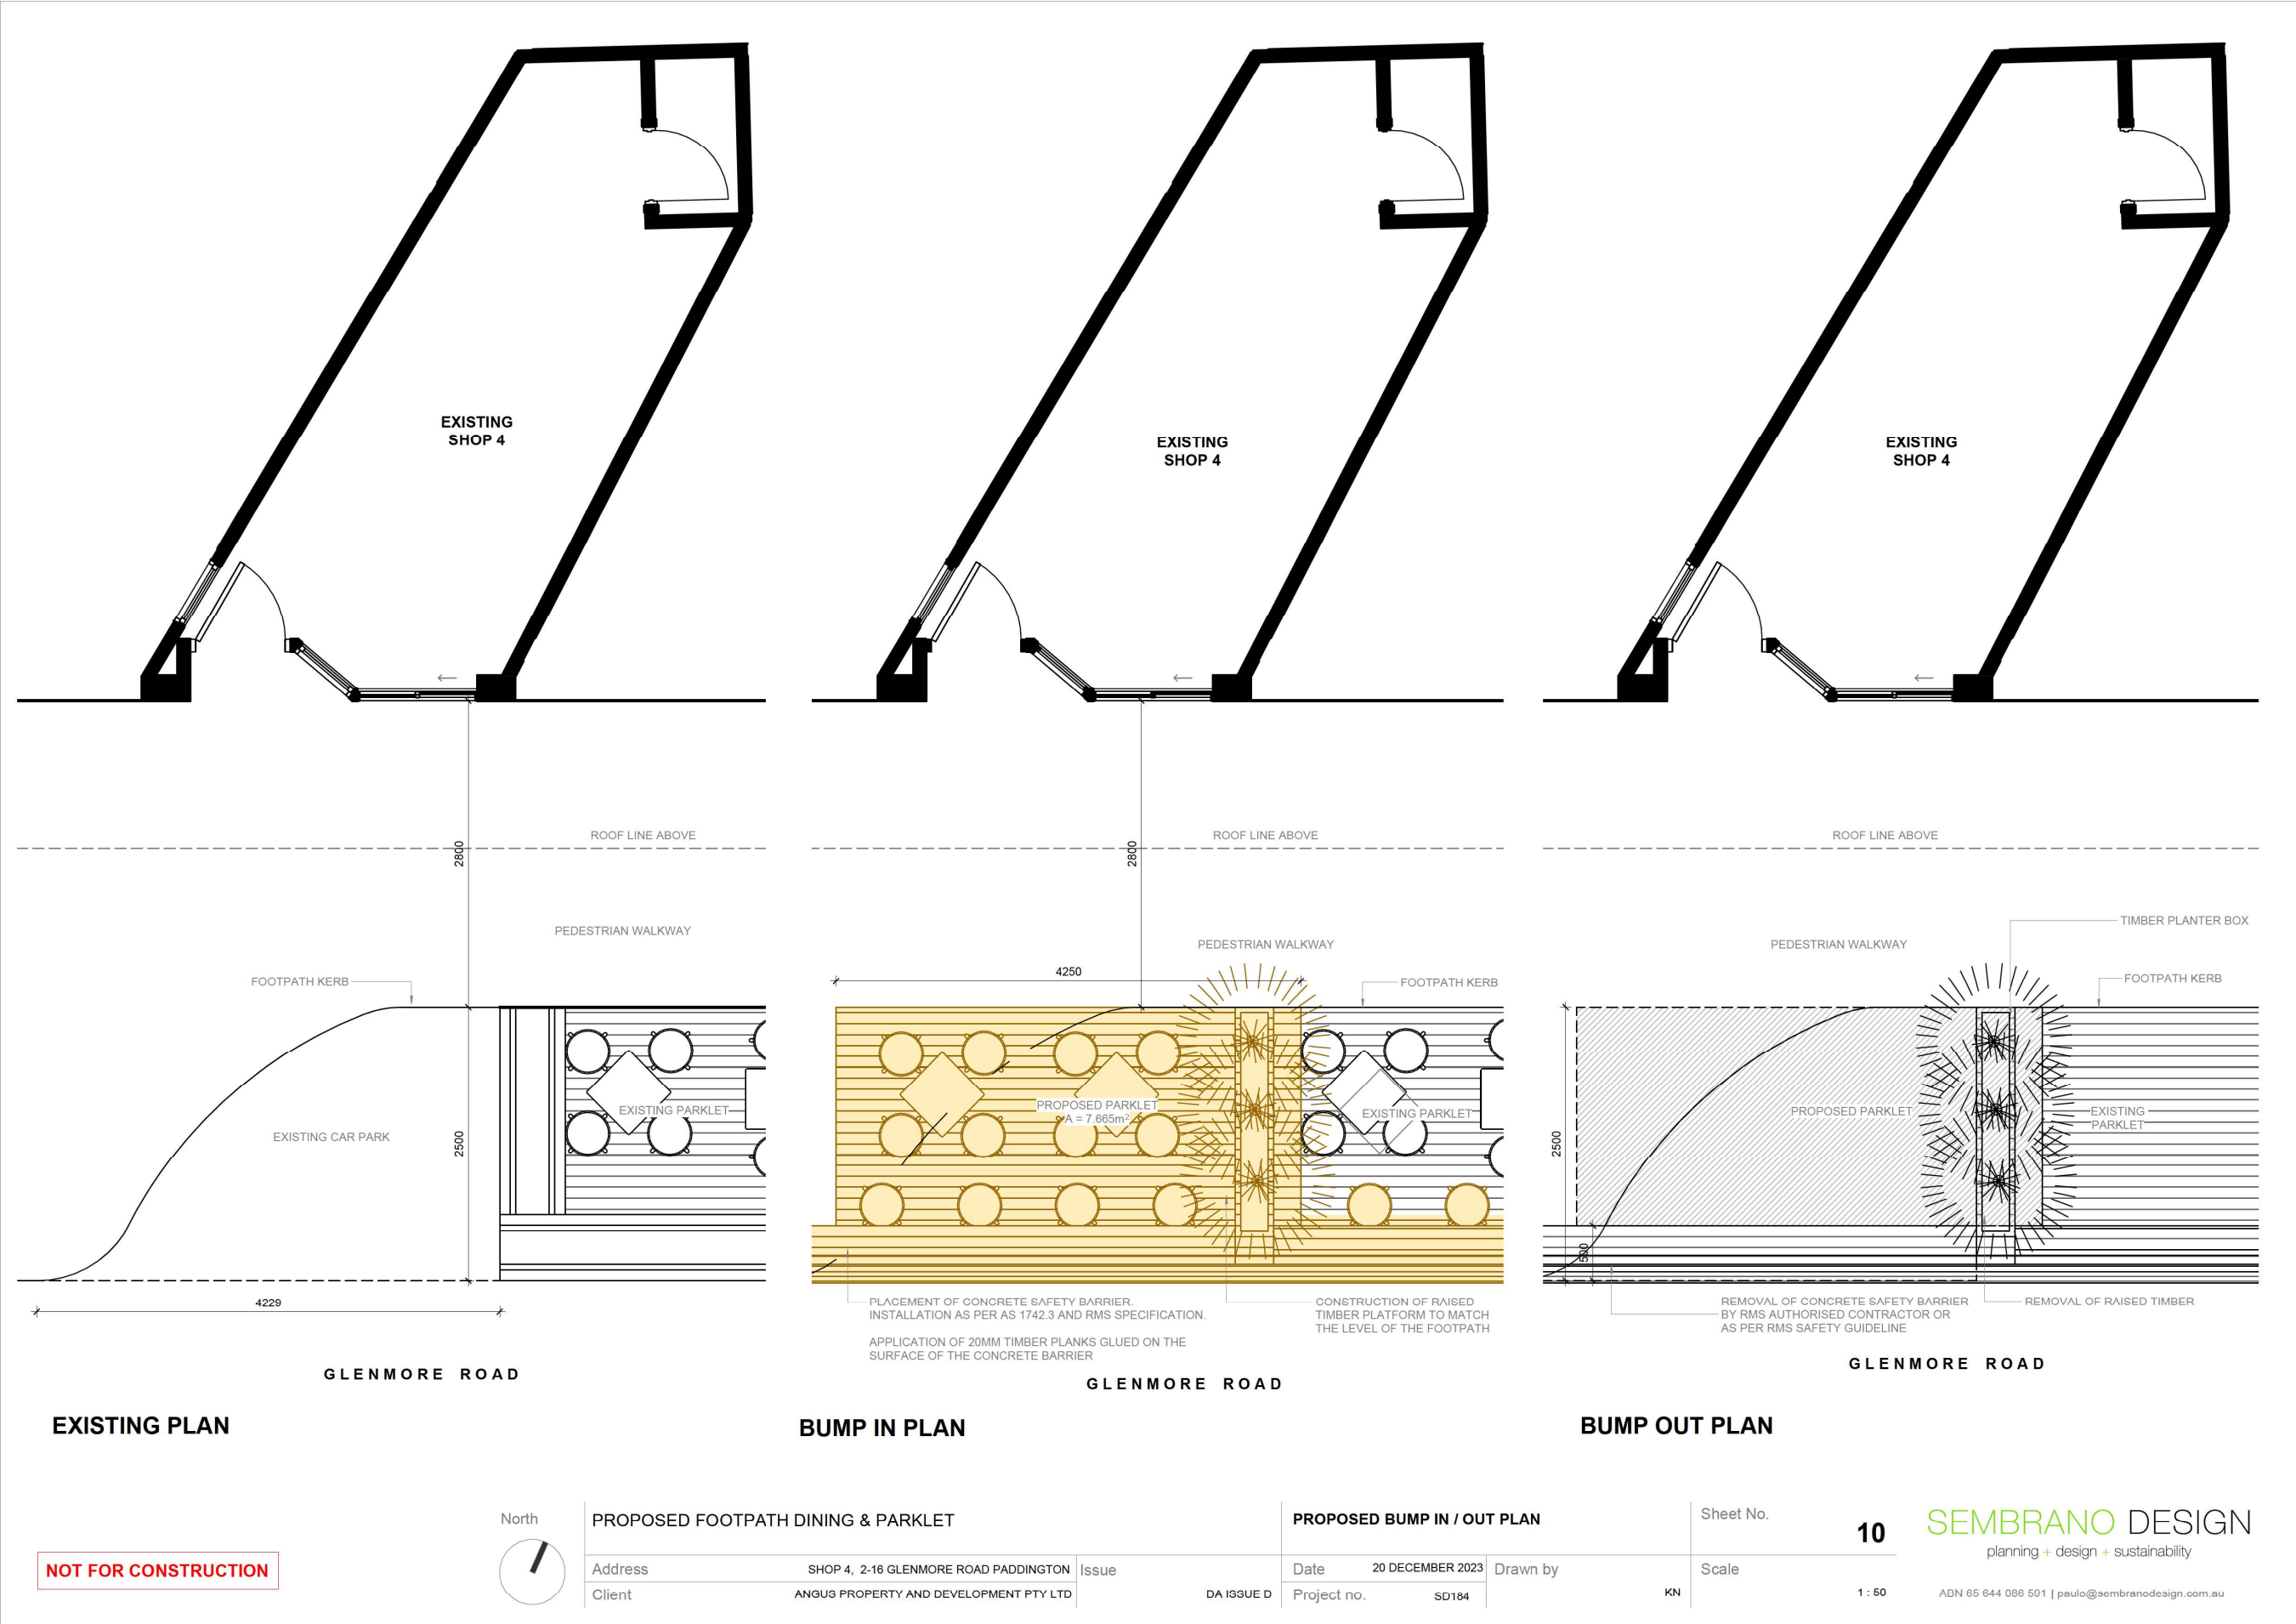 EXISTING
SHOP 4
2800
ROOF LINE ABOVE
PEDESTRIAN WALKWAY
FOOTPATH KERB
EXISTING PARKLET
EXISTING CAR PARK
2500
4229
GLENMORE ROAD
EXISTING PLAN
EXISTING
SHOP 4
2800
ROOF LINE ABOVE
PEDESTRIAN WALKWAY
4250
FOOTPATH KERB
PROPOSED PARKLET
A = 7.665m²
EXISTING PARKLET
PLACEMENT OF CONCRETE SAFETY BARRIER.
INSTALLATION AS PER AS 1742.3 AND RMS SPECIFICATION.
APPLICATION OF 20MM TIMBER PLANKS GLUED ON THE
SURFACE OF THE CONCRETE BARRIER
CONSTRUCTION OF RAISED
TIMBER PLATFORM TO MATCH
THE LEVEL OF THE FOOTPATH
GLENMORE ROAD
BUMP IN PLAN
EXISTING
SHOP 4
ROOF LINE ABOVE
TIMBER PLANTER BOX
PEDESTRIAN WALKWAY
FOOTPATH KERB
PROPOSED PARKLET
EXISTING
PARKLET
2500
500
REMOVAL OF CONCRETE SAFETY BARRIER
BY RMS AUTHORISED CONTRACTOR OR
AS PER RMS SAFETY GUIDELINE
REMOVAL OF RAISED TIMBER
GLENMORE ROAD
BUMP OUT PLAN
NOT FOR CONSTRUCTION
North
PROPOSED FOOTPATH DINING & PARKLET
Address SHOP 4, 2-16 GLENMORE ROAD PADDINGTON
Client ANGUS PROPERTY AND DEVELOPMENT PTY LTD
Issue
DA ISSUE D
PROPOSED BUMP IN / OUT PLAN
Date 20 DECEMBER 2023
Project no. SD184
Drawn by
KN
Sheet No.
10
Scale
1 : 50
SEMBRANO DESIGN
planning + design + sustainability
ABN 65 644 086 591 | paulo@sembranodesign.com.au